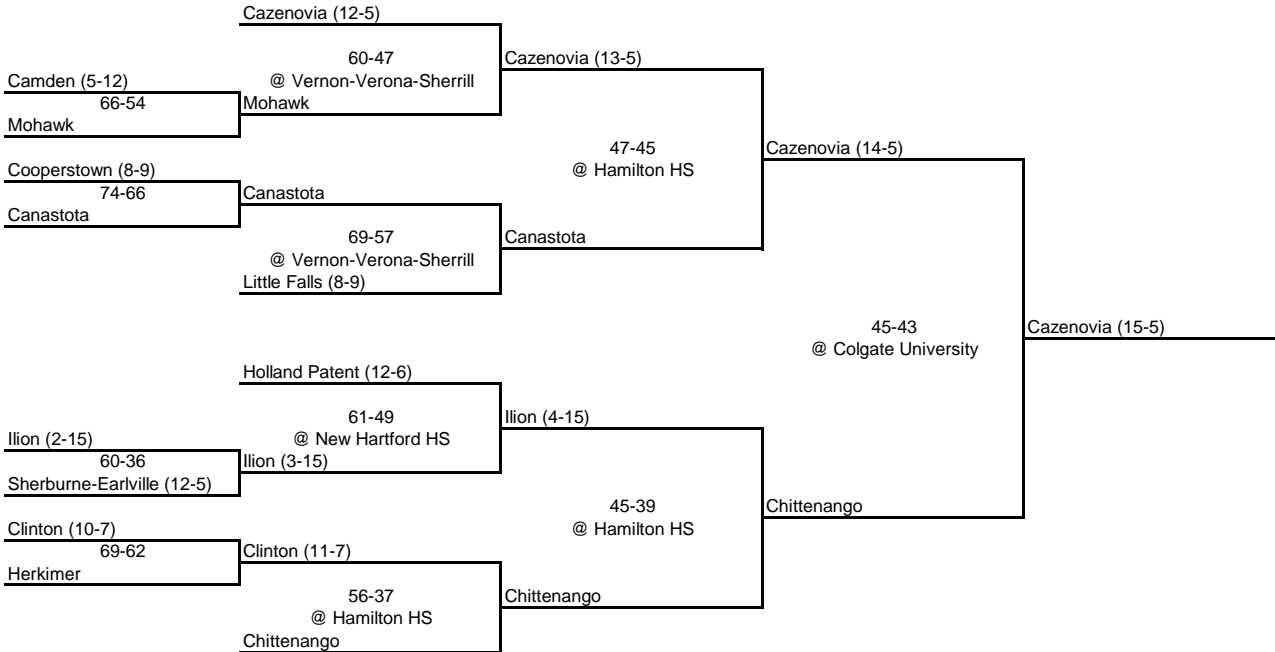 Cazenovia (12-5)
60-47
@ Vernon-Verona-Sherrill
Cazenovia (13-5)
Camden (5-12)
66-54
Mohawk
Mohawk
47-45
@ Hamilton HS
Cazenovia (14-5)
Cooperstown (8-9)
74-66
Canastota
Canastota
69-57
@ Vernon-Verona-Sherrill
Canastota
Little Falls (8-9)
45-43
@ Colgate University
Cazenovia (15-5)
Holland Patent (12-6)
61-49
@ New Hartford HS
Ilion (4-15)
Ilion (2-15)
60-36
Ilion (3-15)
Sherburne-Earlville (12-5)
45-39
@ Hamilton HS
Chittenango
Clinton (10-7)
69-62
Clinton (11-7)
Herkimer
56-37
@ Hamilton HS
Chittenango
Chittenango